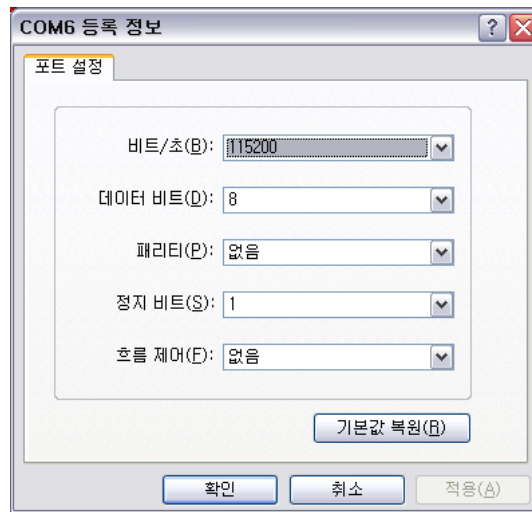 COM6 등록 정보
포트 설정
비트/초(B): 115200
데이터 비트(D): 8
패리티(P): 없음
정지 비트(S): 1
흐름 제어(F): 없음
기본값 복원(R)
확인 취소 적용(A)